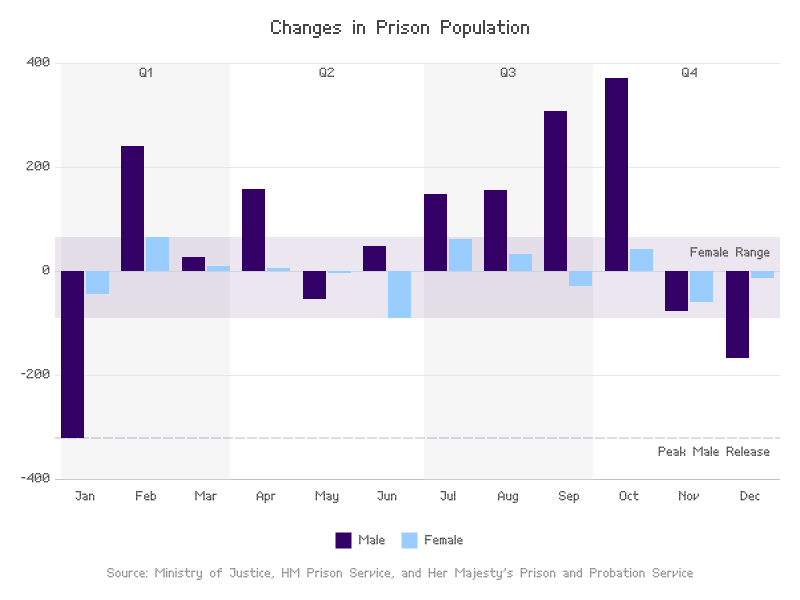 Changes in Prison Population
400
Q1 Q2 Q3 Q4
200
Female Range
0
-200
Peak Male Release
-400
Jan Feb Mar Apr May Jun Jul Aug Sep Oct Nov Dec
Male Female
Source: Ministry of Justice, HM Prison Service, and Her Majesty's Prison and Probation Service